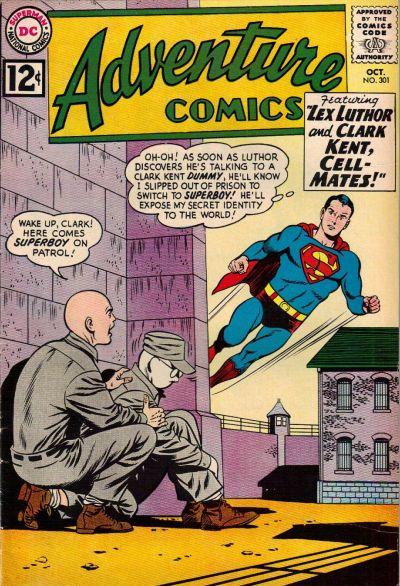 SUPERMAN
DC
NATIONAL COMICS
12¢
Adventure
COMICS
APPROVED
BY THE
COMICS
CODE
CA
AUTHORITY
OCT.
NO. 301
Featuring
"LEX LUTHOR
and CLARK
KENT,
CELL-
MATES!"
OH-OH! AS SOON AS LUTHOR
DISCOVERS HE'S TALKING TO A
CLARK KENT DUMMY, HE'LL KNOW
I SLIPPED OUT OF PRISON TO
SWITCH TO SUPERBOY! HE'LL
EXPOSE MY SECRET IDENTITY
TO THE WORLD!
WAKE UP, CLARK!
HERE COMES
SUPERBOY ON
PATROL!
S